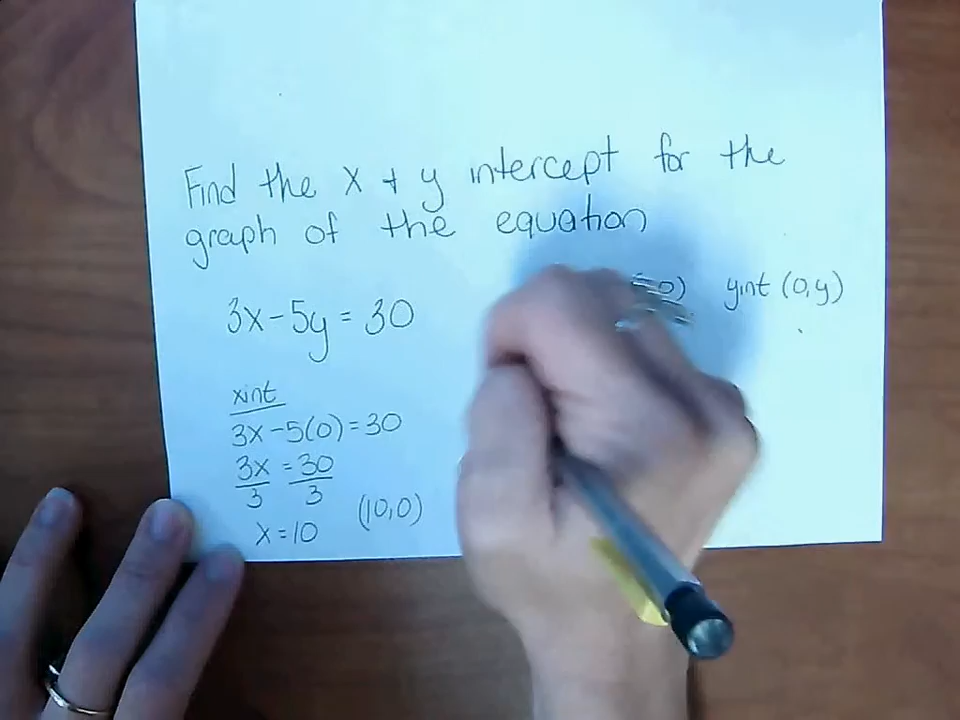 Find the x + y intercept for the
graph of the equation
3x - 5y = 30
0) yint (0,y)
xint
3x - 5(0) = 30
3x = 30
3 3
x = 10 (10,0)